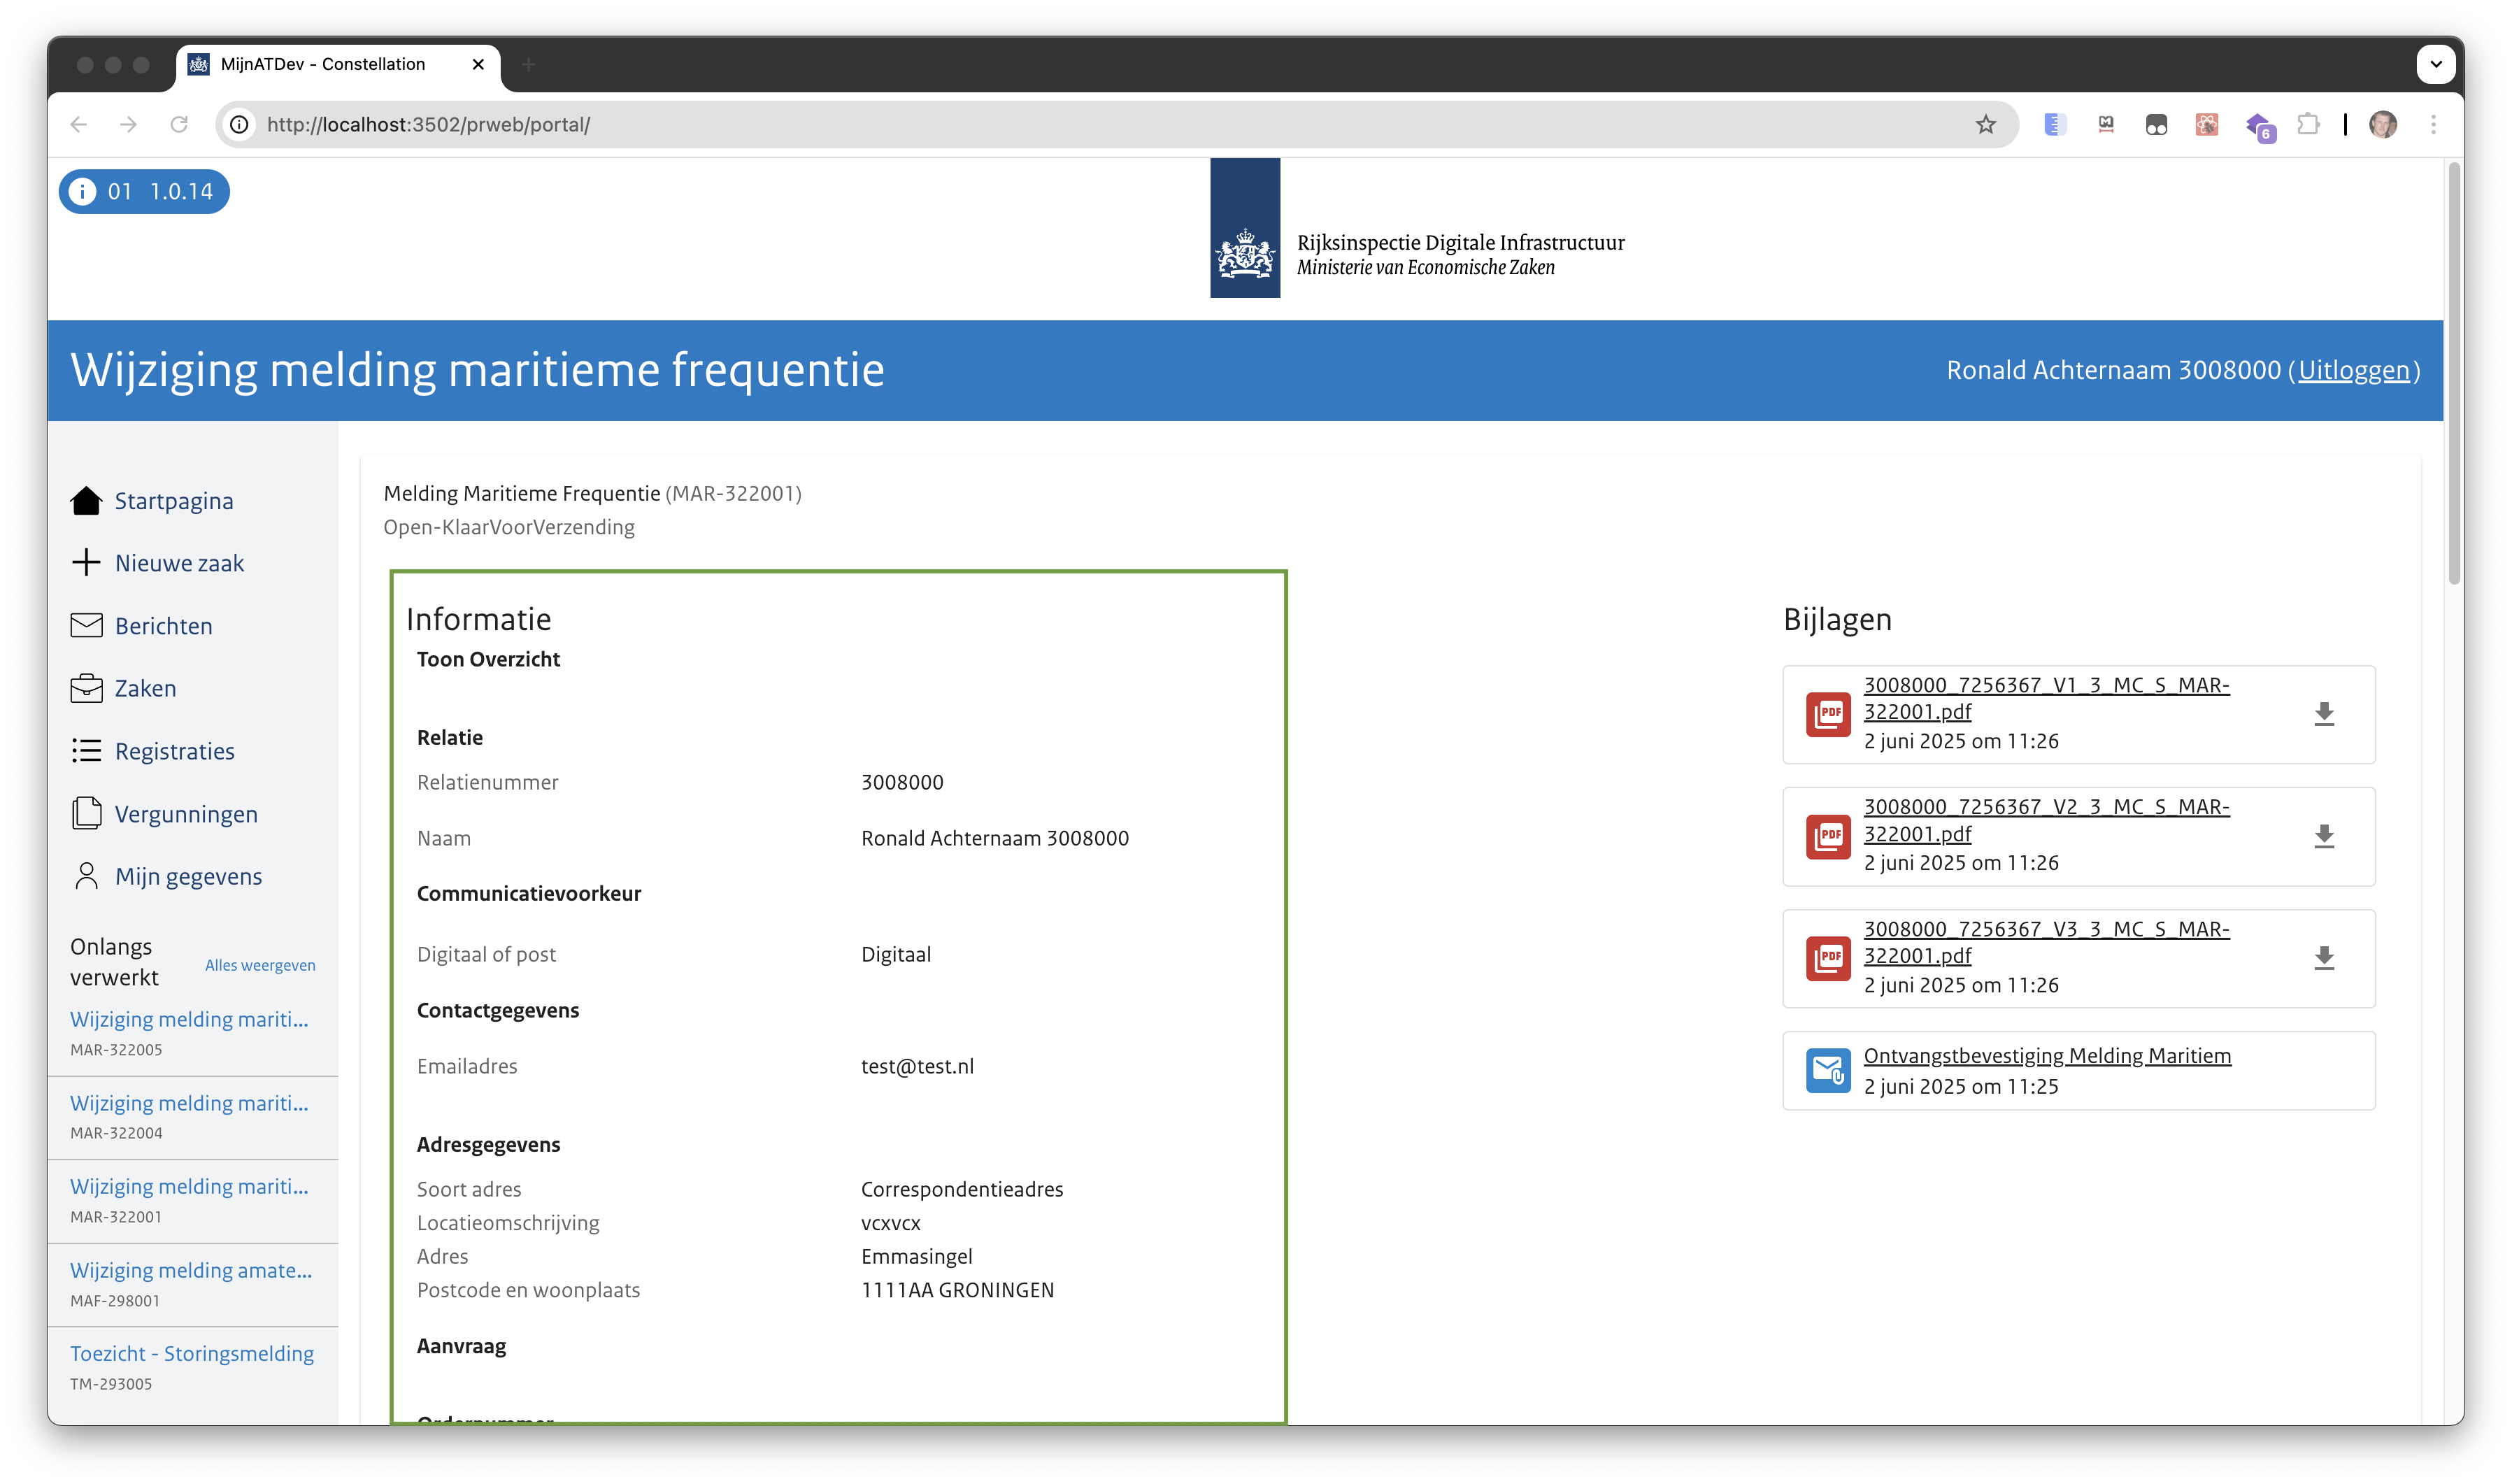 MijnATDev - Constellation
http://localhost:3502/prweb/portal/
6
01 1.0.14
Rijksinspectie Digitale Infrastructuur
Ministerie van Economische Zaken
Wijziging melding maritieme frequentie
Ronald Achternaam 3008000 (Uitloggen)
Startpagina
Nieuwe zaak
Berichten
Zaken
Registraties
Vergunningen
Mijn gegevens
Onlangs verwerkt
Alles weergeven
Wijziging melding mariti...
MAR-322005
Wijziging melding mariti...
MAR-322004
Wijziging melding mariti...
MAR-322001
Wijziging melding amate...
MAF-298001
Toezicht - Storingsmelding
TM-293005
Melding Maritieme Frequentie (MAR-322001)
Open-KlaarVoorVerzending
Informatie
Toon Overzicht
Relatie
Relatienummer 3008000
Naam Ronald Achternaam 3008000
Communicatievoorkeur
Digitaal of post Digitaal
Contactgegevens
Emailadres test@test.nl
Adresgegevens
Soort adres Correspondentieadres
Locatieomschrijving vcxvcx
Adres Emmasingel
Postcode en woonplaats 1111AA GRONINGEN
Aanvraag
Ordernummer
Bijlagen
PDF
3008000_7256367_V1_3_MC_S_MAR-
322001.pdf
2 juni 2025 om 11:26
PDF
3008000_7256367_V2_3_MC_S_MAR-
322001.pdf
2 juni 2025 om 11:26
PDF
3008000_7256367_V3_3_MC_S_MAR-
322001.pdf
2 juni 2025 om 11:26
Ontvangstbevestiging Melding Maritiem
2 juni 2025 om 11:25